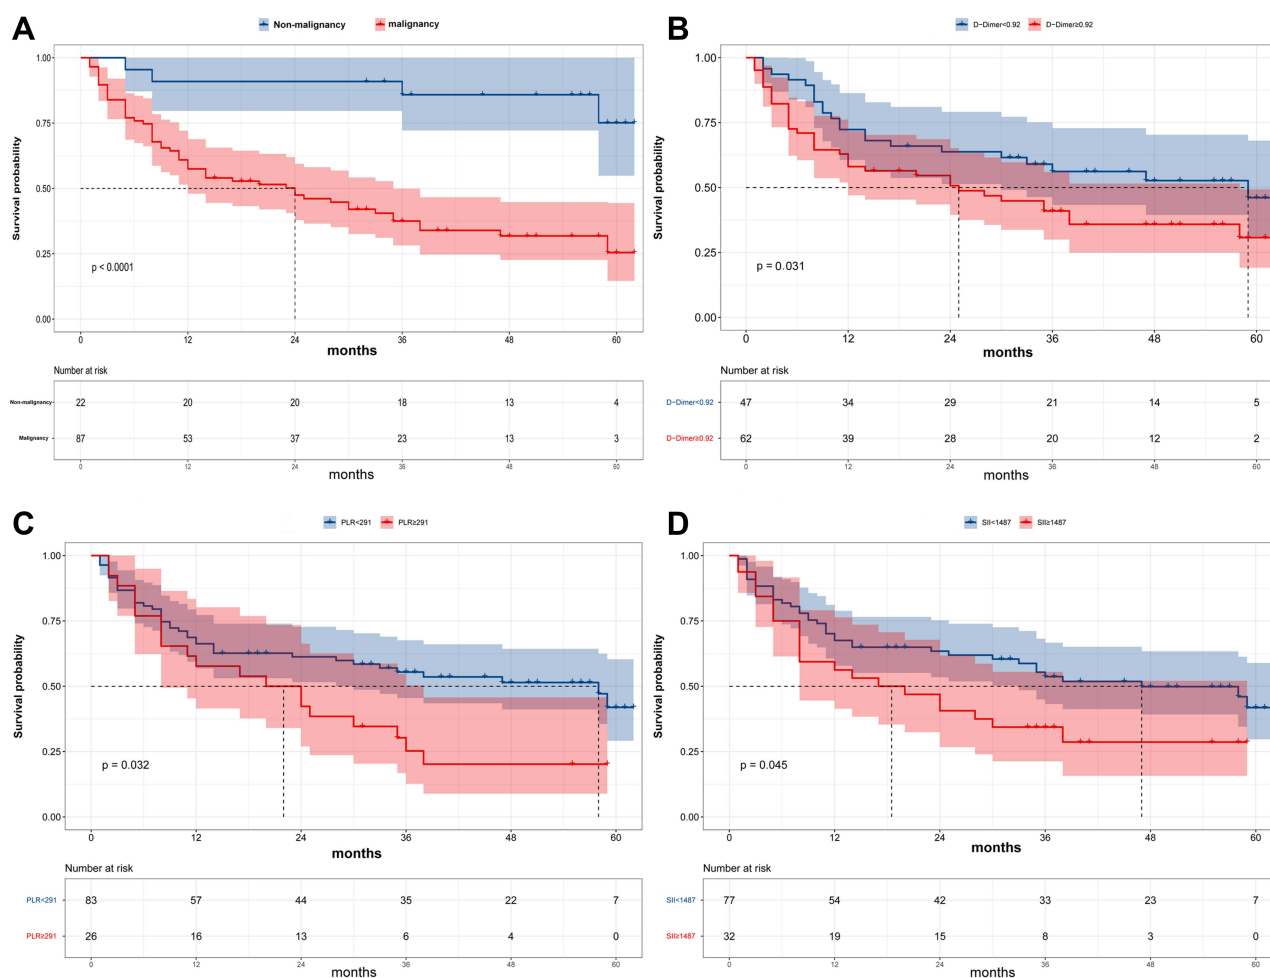 A
Non-malignancy malignancy
Survival probability
1.00
0.75
0.50
0.25
0.00
p < 0.0001
0 12 24 36 48 60
months
Number at risk
Non-malignancy 22 20 20 18 13 4
Malignancy 87 53 37 23 13 3
0 12 24 36 48 60
months
B
D-Dimer<0.92 D-Dimer≥0.92
Survival probability
1.00
0.75
0.50
0.25
0.00
p = 0.031
0 12 24 36 48 60
months
Number at risk
D-Dimer<0.92 47 34 29 21 14 5
D-Dimer≥0.92 62 39 28 20 12 2
0 12 24 36 48 60
months
C
PLR<291 PLR≥291
Survival probability
1.00
0.75
0.50
0.25
0.00
p = 0.032
0 12 24 36 48 60
months
Number at risk
PLR<291 83 57 44 35 22 7
PLR≥291 26 16 13 6 4 0
0 12 24 36 48 60
months
D
SII<1487 SII≥1487
Survival probability
1.00
0.75
0.50
0.25
0.00
p = 0.045
0 12 24 36 48 60
months
Number at risk
SII<1487 77 54 42 33 23 7
SII≥1487 32 19 15 8 3 0
0 12 24 36 48 60
months